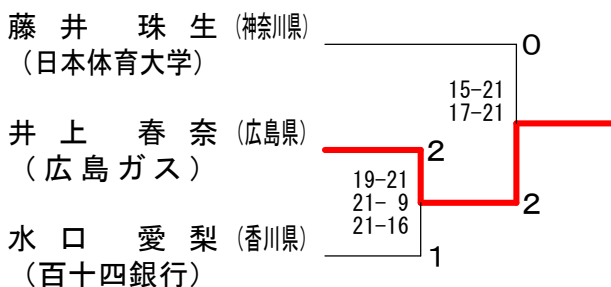 藤井 珠生 (神奈川県)
(日本体育大学)
0
15-21
17-21
井上 春奈 (広島県)
(広島ガス)
2
19-21
21- 9
21-16
2
水口 愛梨 (香川県)
(百十四銀行)
1